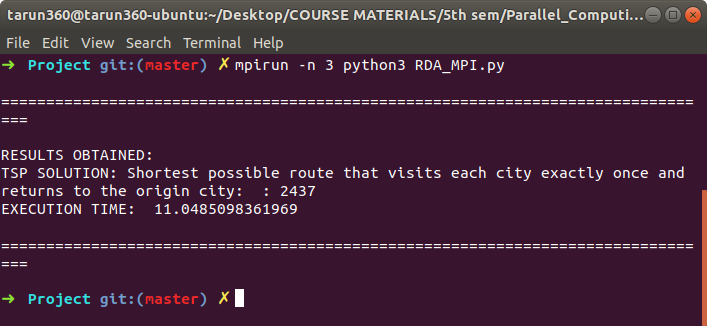 tarun360@tarun360-ubuntu:~/Desktop/COURSE MATERIALS/5th sem/Parallel_Computi...
File Edit View Search Terminal Help
➜ Project git:(master) ✗ mpirun -n 3 python3 RDA_MPI.py
=============================================================================
===
RESULTS OBTAINED:
TSP SOLUTION: Shortest possible route that visits each city exactly once and
returns to the origin city:  : 2437
EXECUTION TIME:  11.0485098361969
=============================================================================
===
➜ Project git:(master) ✗